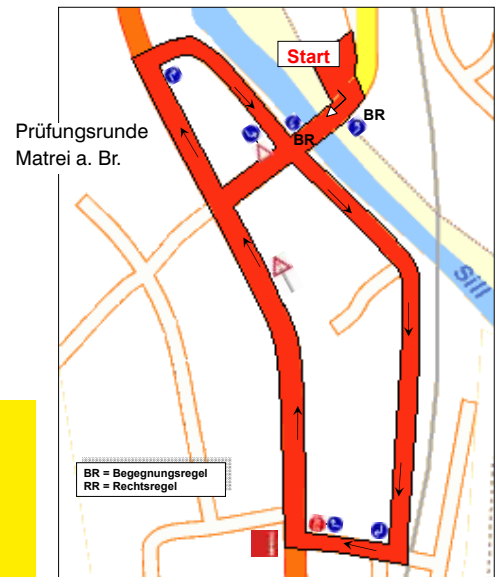 Start
BR
BR
Prüfungsrunde
Matrei a. Br.
Sill
BR = Begegnungsregel
RR = Rechtsregel